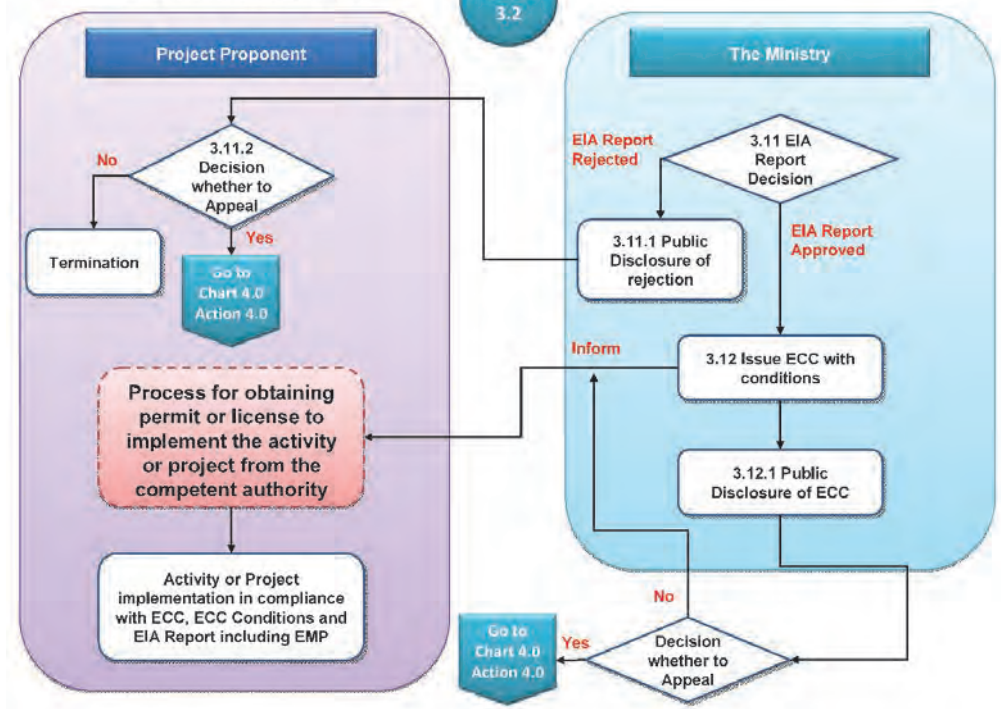 3.2
Project Proponent
The Ministry
3.11.2
Decision
whether to
Appeal
No
Yes
Termination
Go to
Chart 4.0
Action 4.0
EIA Report
Rejected
3.11 EIA
Report
Decision
3.11.1 Public
Disclosure of
rejection
EIA Report
Approved
Inform
3.12 Issue ECC with
conditions
Process for obtaining
permit or license to
implement the activity
or project from the
competent authority
3.12.1 Public
Disclosure of ECC
Activity or Project
implementation in compliance
with ECC, ECC Conditions and
EIA Report including EMP
No
Go to
Chart 4.0
Action 4.0
Yes
Decision
whether to
Appeal